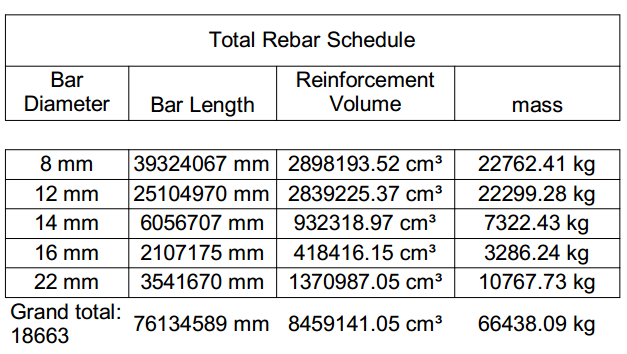 Total Rebar Schedule
Bar Diameter Bar Length Reinforcement Volume mass
8 mm 39324067 mm 2898193.52 cm³ 22762.41 kg
12 mm 25104970 mm 2839225.37 cm³ 22299.28 kg
14 mm 6056707 mm 932318.97 cm³ 7322.43 kg
16 mm 2107175 mm 418416.15 cm³ 3286.24 kg
22 mm 3541670 mm 1370987.05 cm³ 10767.73 kg
Grand total: 18663 76134589 mm 8459141.05 cm³ 66438.09 kg